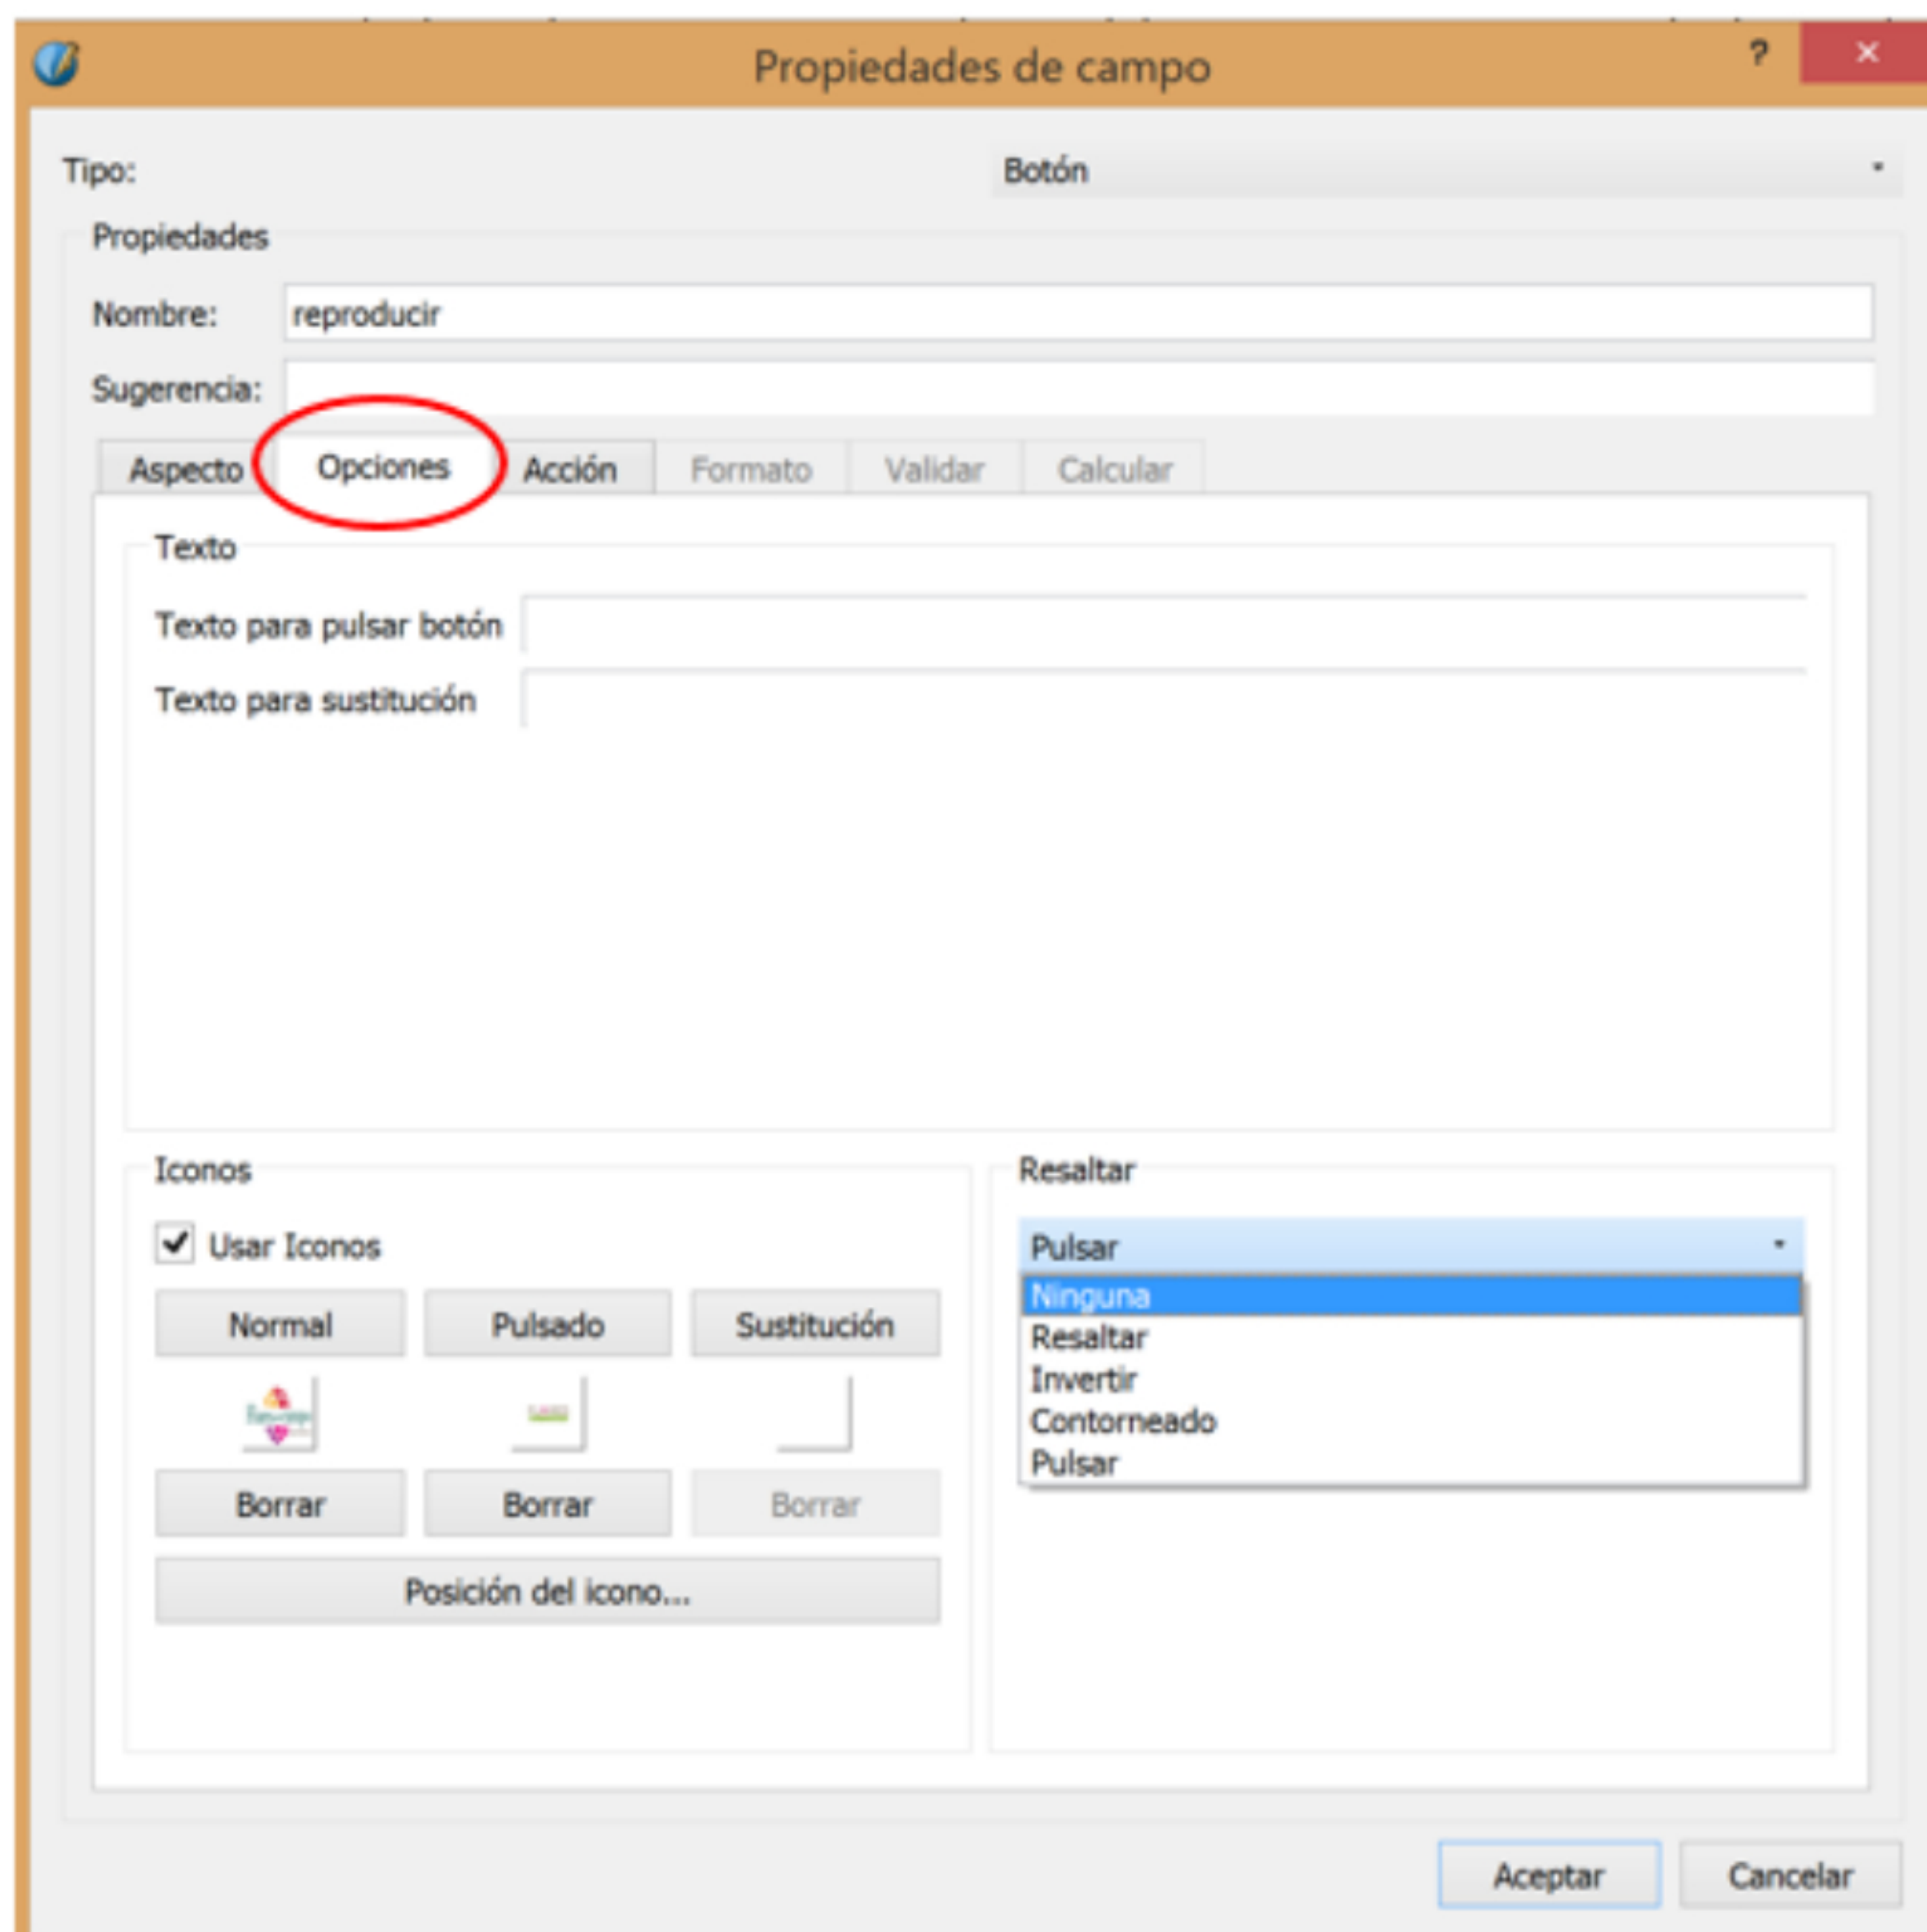 Propiedades de campo ?
Tipo: Botón
Propiedades
Nombre: reproducir
Sugerencia:
Aspecto Opciones Acción Formato Validar Calcular
Texto
Texto para pulsar botón
Texto para sustitución
Iconos Resaltar
Usar Iconos Pulsar
Ninguna
Normal Pulsado Sustitución
Resaltar
Invertir
Contorneado
Pulsar
Borrar Borrar Borrar
Posición del icono...
Aceptar Cancelar